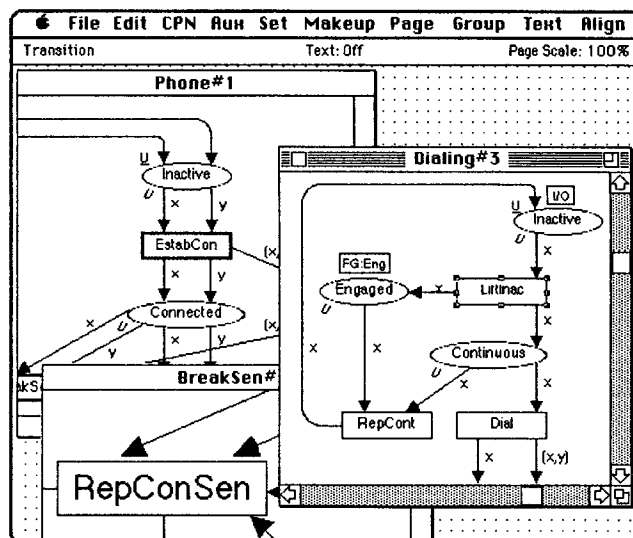 File Edit CPN Aux Set Makeup Page Group Text Align
Transition Text: Off Page Scale: 100%
Phone#1
U
Inactive
U
x y
EstabCon
(x,
x y
Connected
U
x
y
(x,
x y
BreakSen#
RepConSen
Dialing#3
I/O
U
Inactive
U
x
FG:Eng
Engaged
x
LiftInac
U
x
x
x
Continuous
U
x
x
RepCont
Dial
x
(x,y)